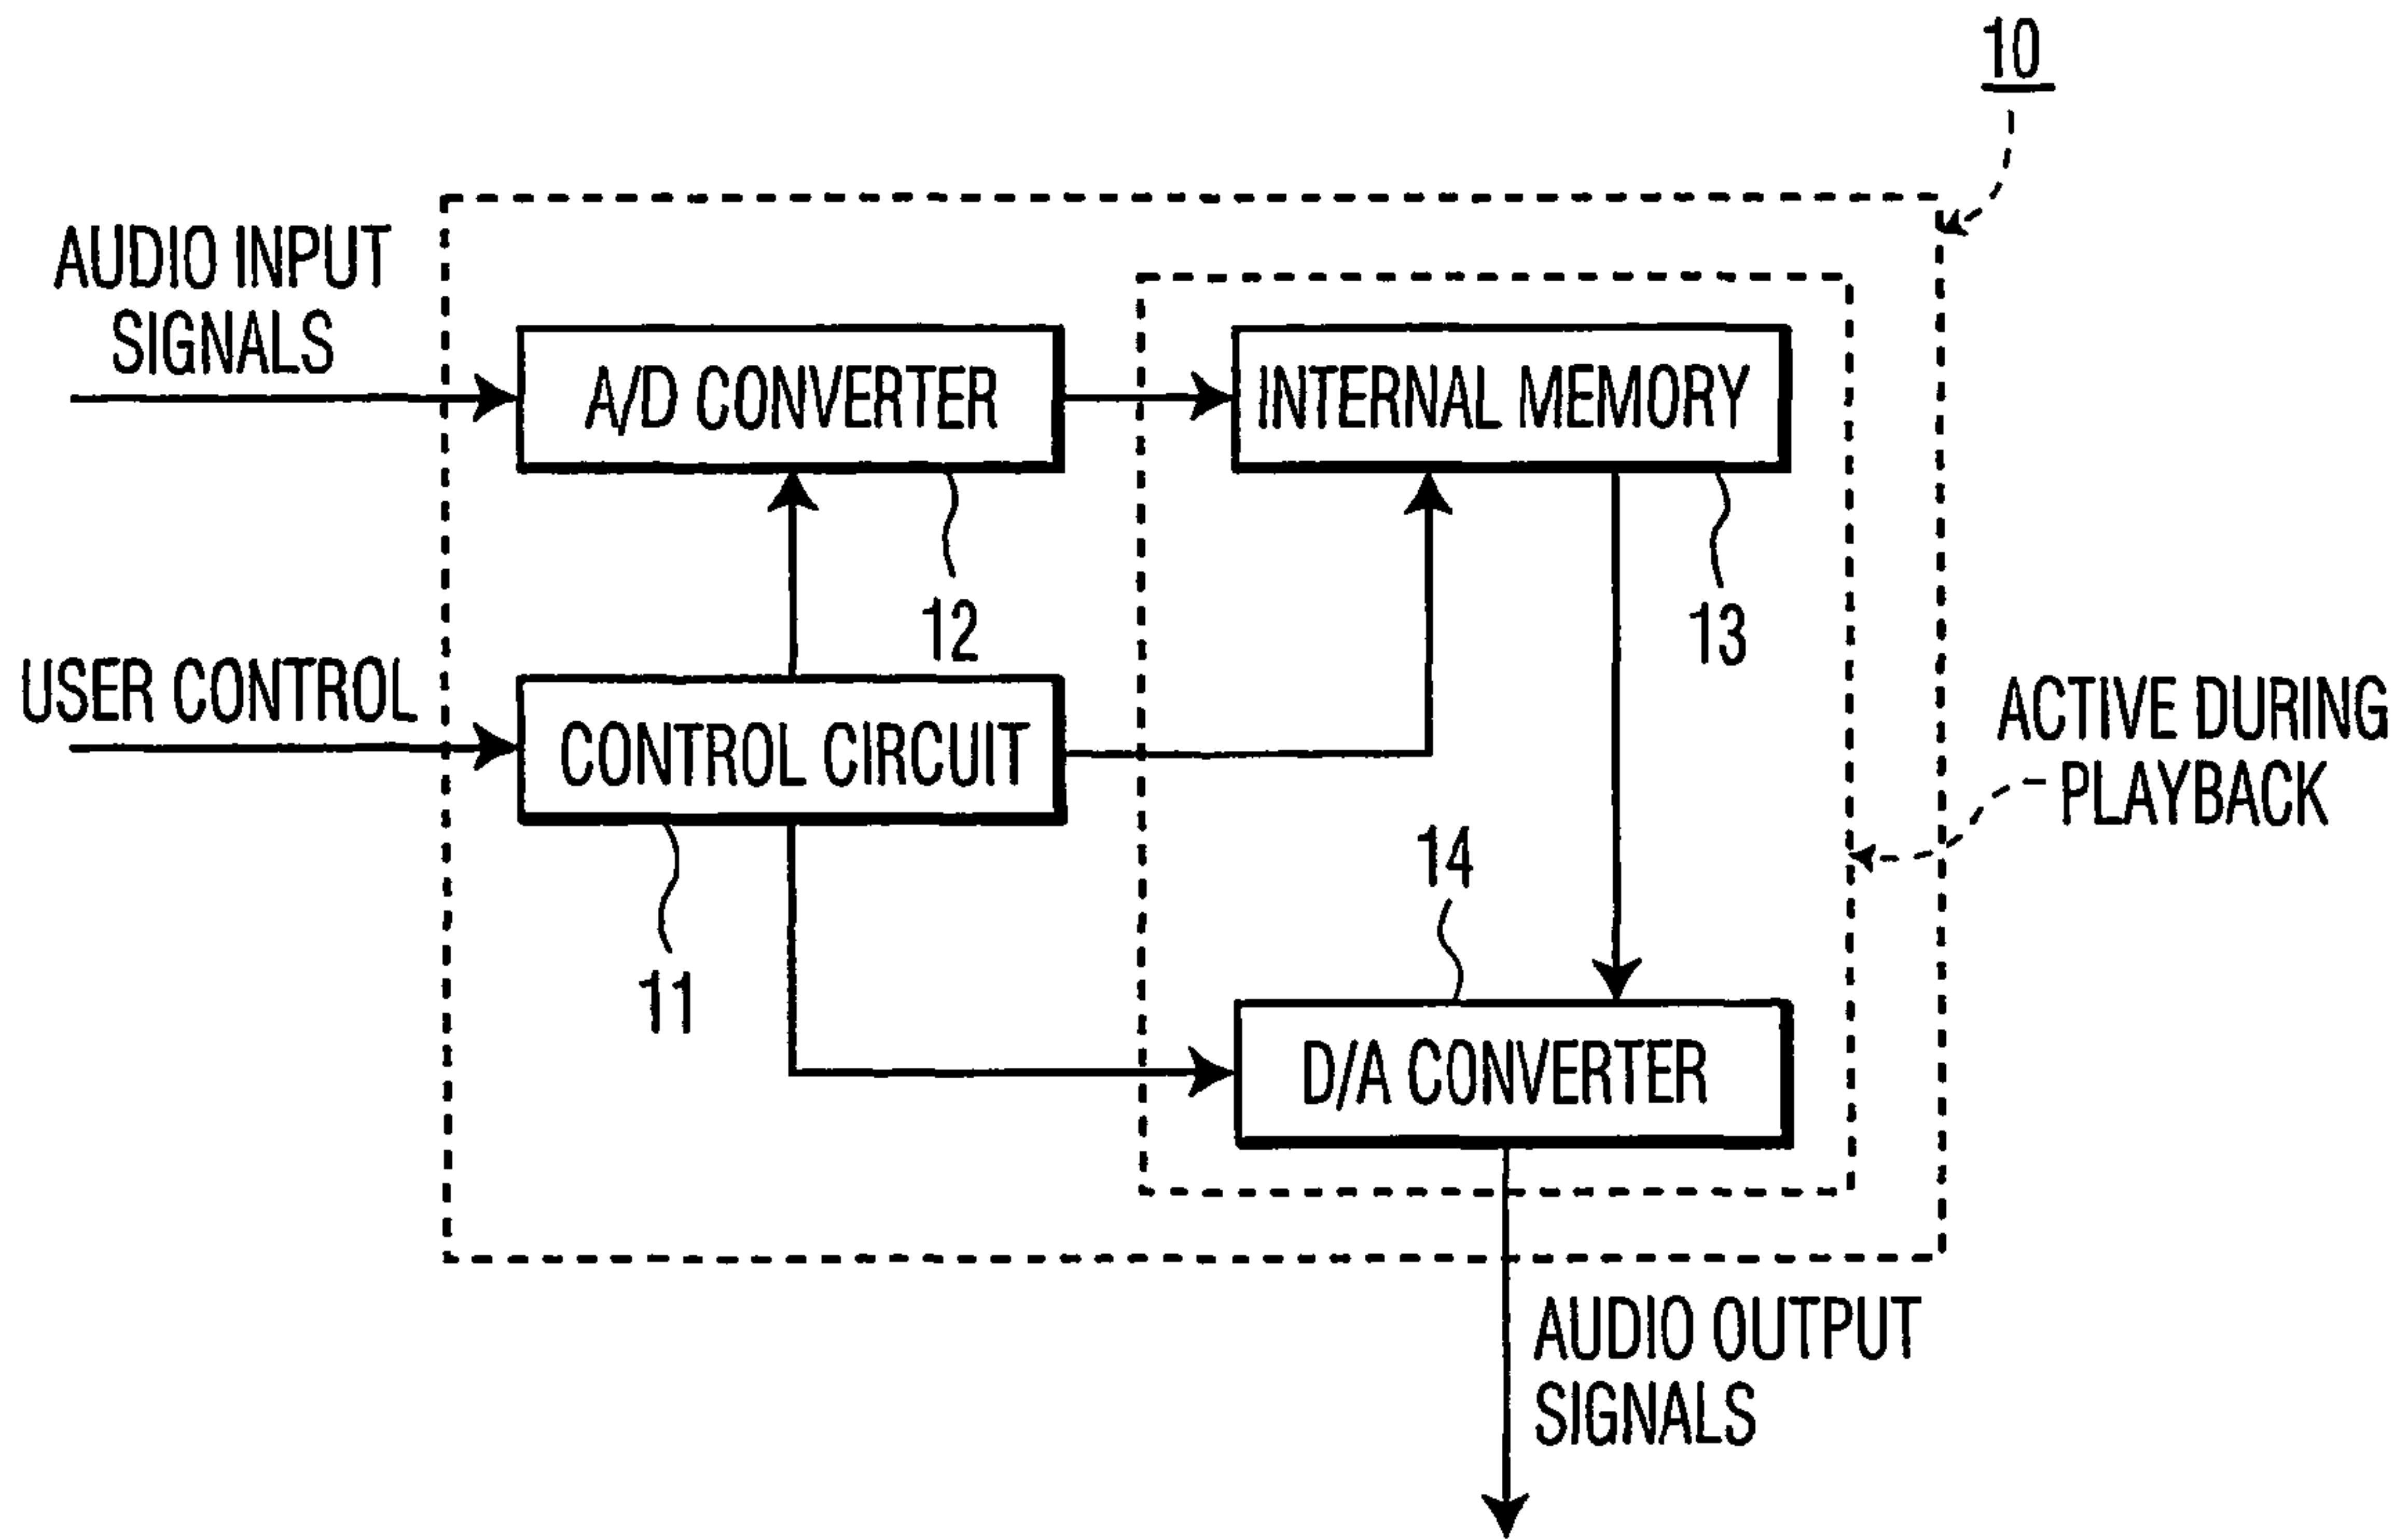 10
AUDIO INPUT
SIGNALS
A/D CONVERTER
INTERNAL MEMORY
12
13
USER CONTROL
CONTROL CIRCUIT
ACTIVE DURING
PLAYBACK
14
11
D/A CONVERTER
AUDIO OUTPUT
SIGNALS